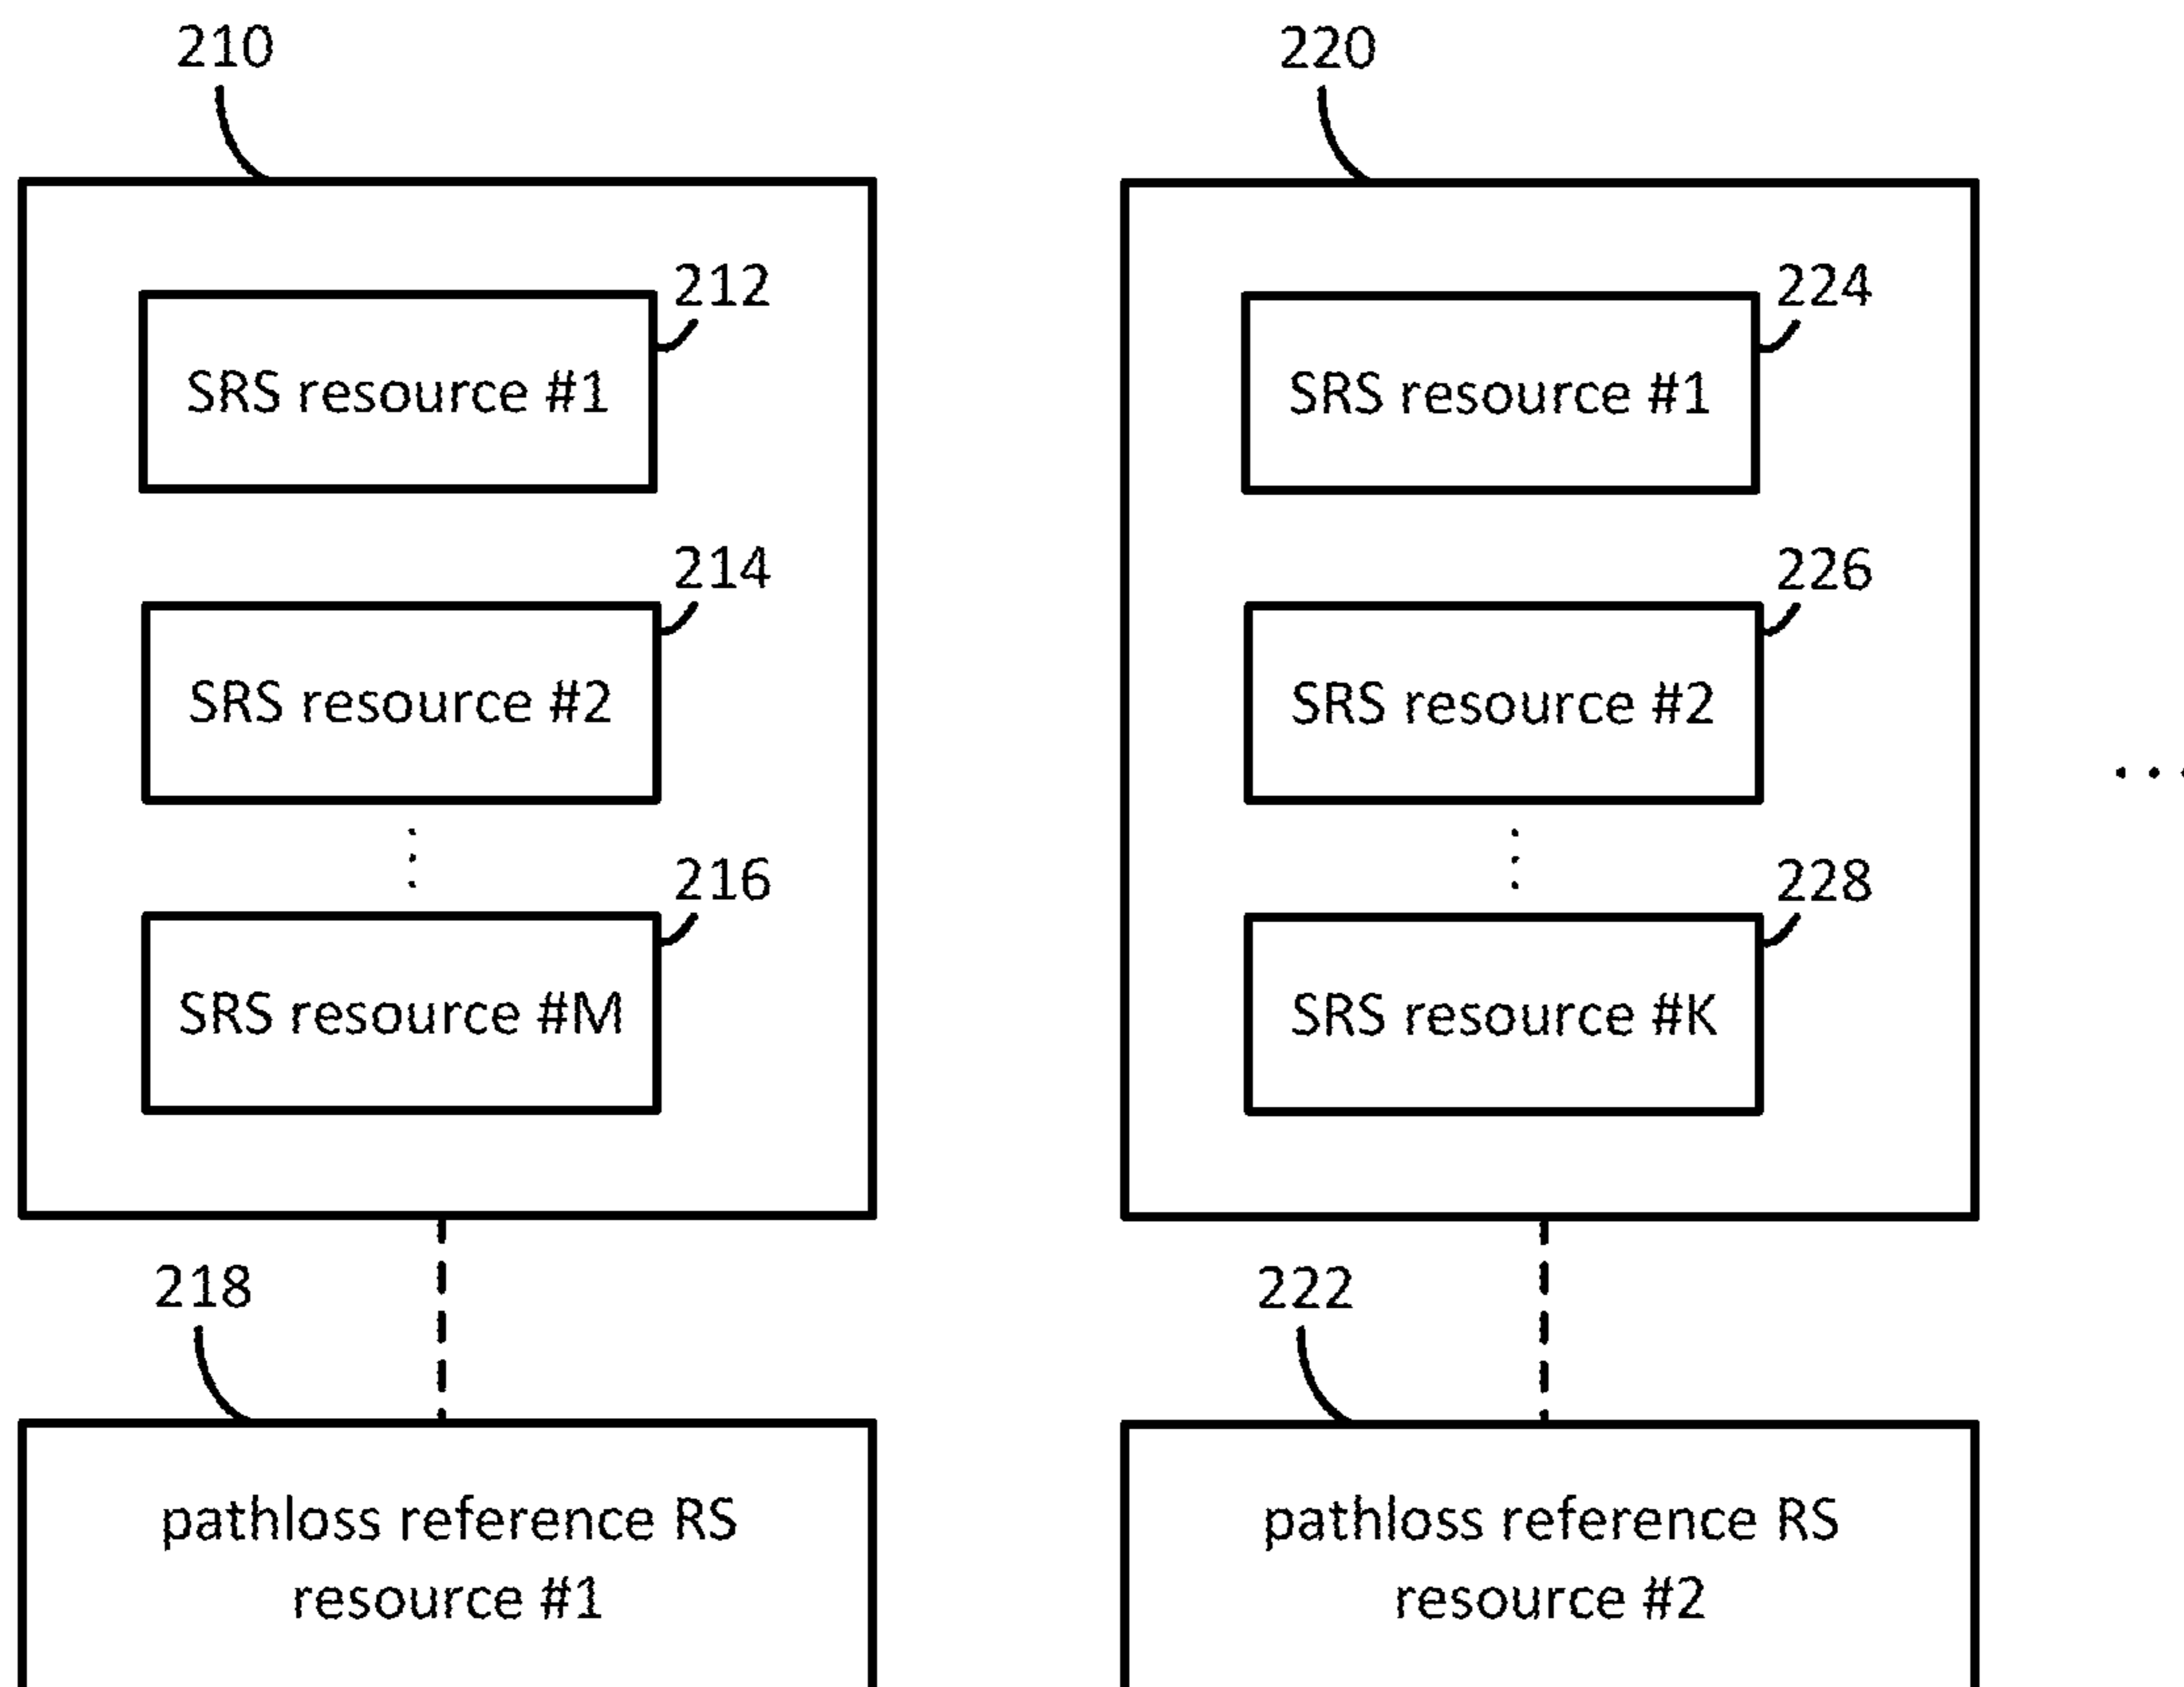 210
212
SRS resource #1
214
SRS resource #2
⋮
216
SRS resource #M
218
pathloss reference RS
resource #1
220
224
SRS resource #1
226
SRS resource #2
⋮
228
SRS resource #K
222
pathloss reference RS
resource #2
...